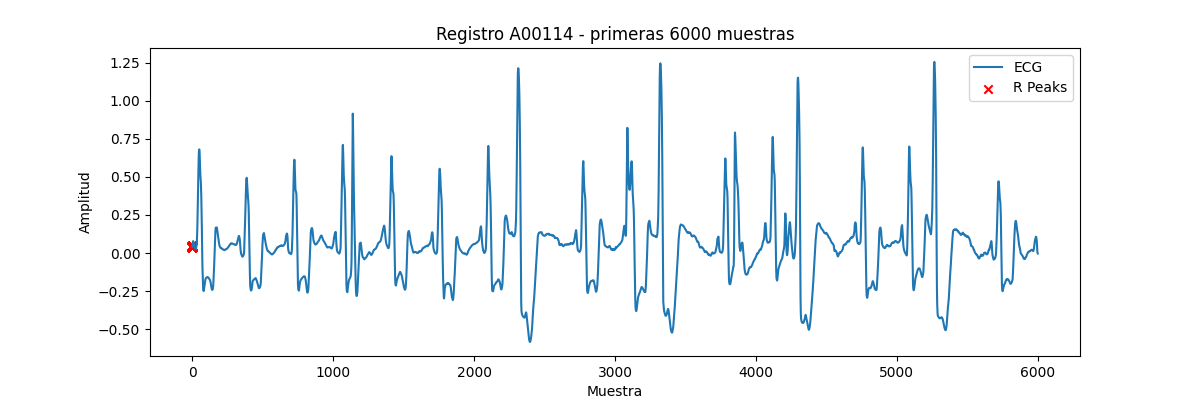 Registro A00114 - primeras 6000 muestras
ECG
R Peaks
Amplitud
1.25
1.00
0.75
0.50
0.25
0.00
−0.25
−0.50
0 1000 2000 3000 4000 5000 6000
Muestra